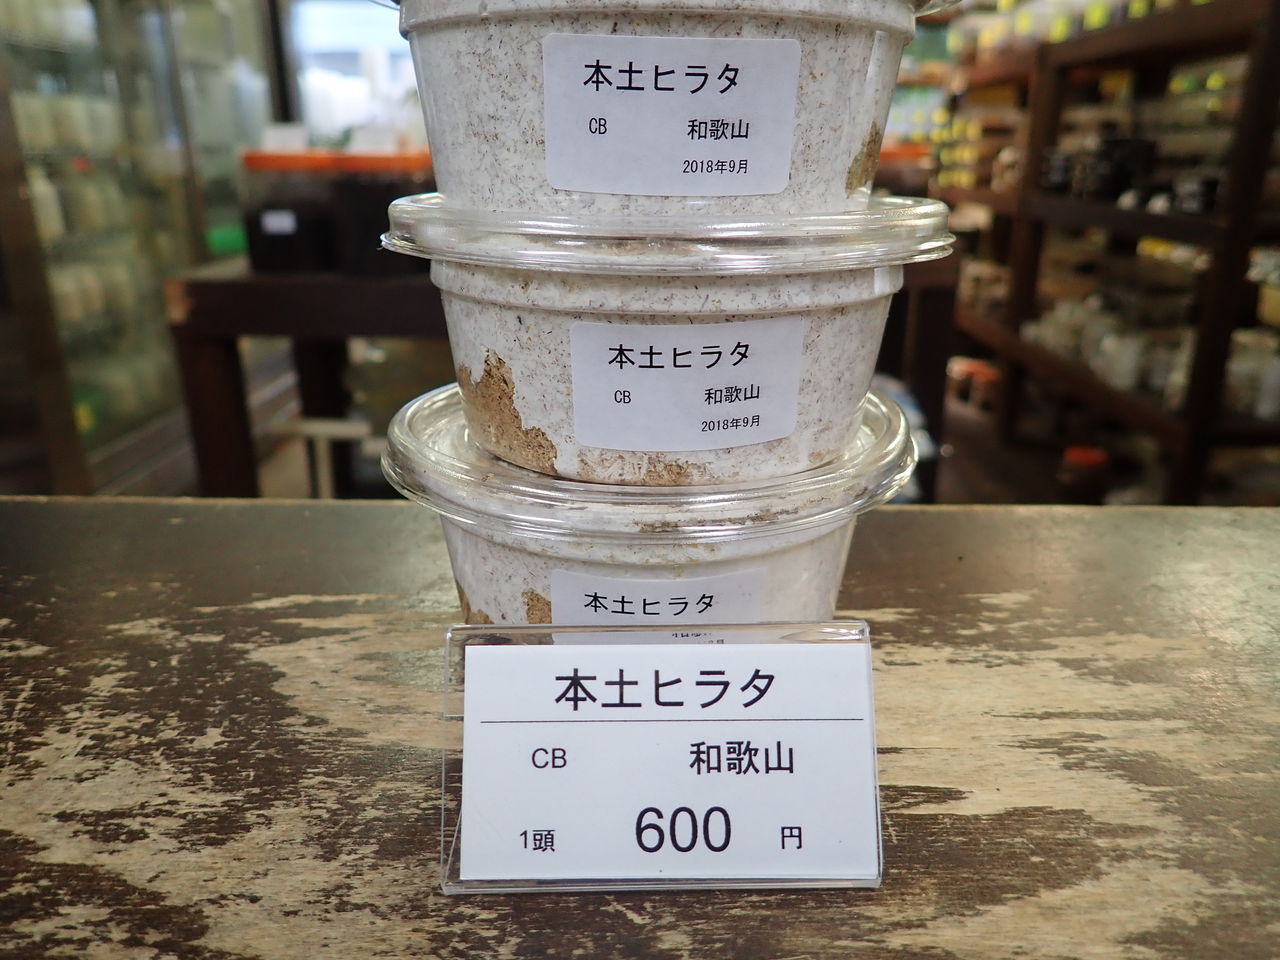 本土ヒラタ
CB 和歌山
2018年9月
本土ヒラタ
CB 和歌山
2018年9月
本土ヒラタ
本土ヒラタ
CB 和歌山
1頭 600 円